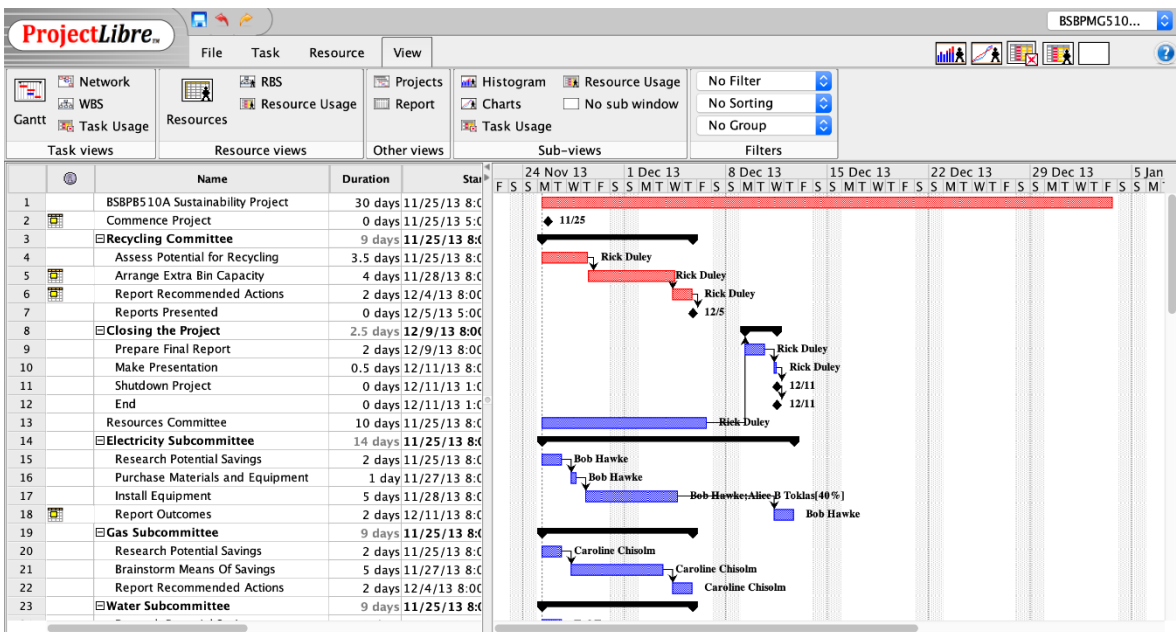 ProjectLibre™
BSBPMG510...
File Task Resource View
Network
WBS
Task Usage
Gantt
Task views
RBS
Resource Usage
Resources
Resource views
Projects
Report
Other views
Histogram Resource Usage
Charts No sub window
Task Usage
Sub-views
No Filter
No Sorting
No Group
Filters
Name Duration Star
24 Nov 13 1 Dec 13 8 Dec 13 15 Dec 13 22 Dec 13 29 Dec 13 5 Jan
F S S M T W T F S S M T W T F S S M T W T F S S M T W T F S S M T W T F S S M T W T F S S M
1 BSBPB510A Sustainability Project 30 days 11/25/13 8:0
2 Commence Project 0 days 11/25/13 5:0 11/25
3 Recycling Committee 9 days 11/25/13 8:0
4 Assess Potential for Recycling 3.5 days 11/25/13 8:0 Rick Duley
5 Arrange Extra Bin Capacity 4 days 11/28/13 8:0 Rick Duley
6 Report Recommended Actions 2 days 12/4/13 8:00 Rick Duley
7 Reports Presented 0 days 12/5/13 5:00 12/5
8 Closing the Project 2.5 days 12/9/13 8:00
9 Prepare Final Report 2 days 12/9/13 8:00 Rick Duley
10 Make Presentation 0.5 days 12/11/13 8:0 Rick Duley
11 Shutdown Project 0 days 12/11/13 1:0 12/11
12 End 0 days 12/11/13 1:0 12/11
13 Resources Committee 10 days 11/25/13 8:0 Rick Duley
14 Electricity Subcommittee 14 days 11/25/13 8:0
15 Research Potential Savings 2 days 11/25/13 8:0 Bob Hawke
16 Purchase Materials and Equipment 1 day 11/27/13 8:0 Bob Hawke
17 Install Equipment 5 days 11/28/13 8:0 Bob Hawke;Alice B Toklas[40%]
18 Report Outcomes 2 days 12/11/13 8:0 Bob Hawke
19 Gas Subcommittee 9 days 11/25/13 8:0
20 Research Potential Savings 2 days 11/25/13 8:0 Caroline Chisolm
21 Brainstorm Means Of Savings 5 days 11/27/13 8:0 Caroline Chisolm
22 Report Recommended Actions 2 days 12/4/13 8:00 Caroline Chisolm
23 Water Subcommittee 9 days 11/25/13 8:0